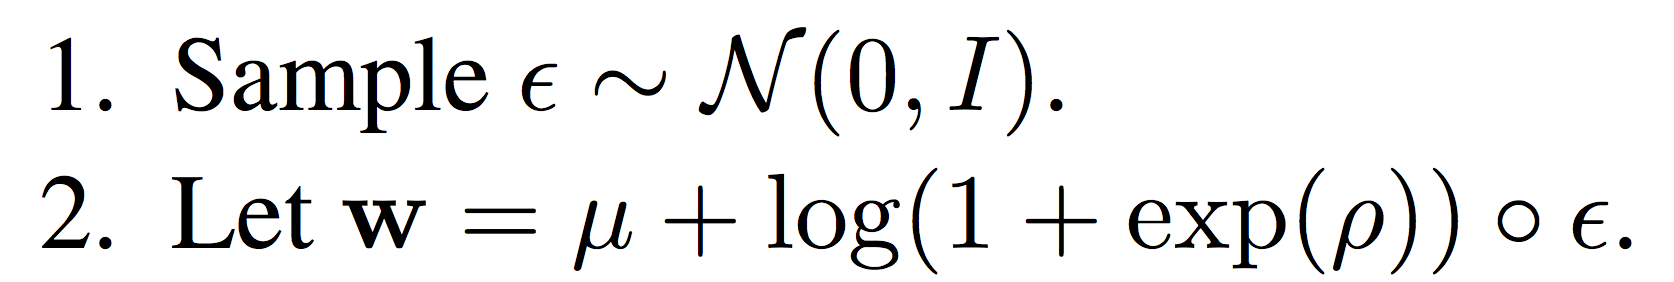 1. Sample ϵ ∼ 𝒩(0, I).
2. Let 𝐰 = μ + log(1 + exp(ρ)) ∘ ϵ.